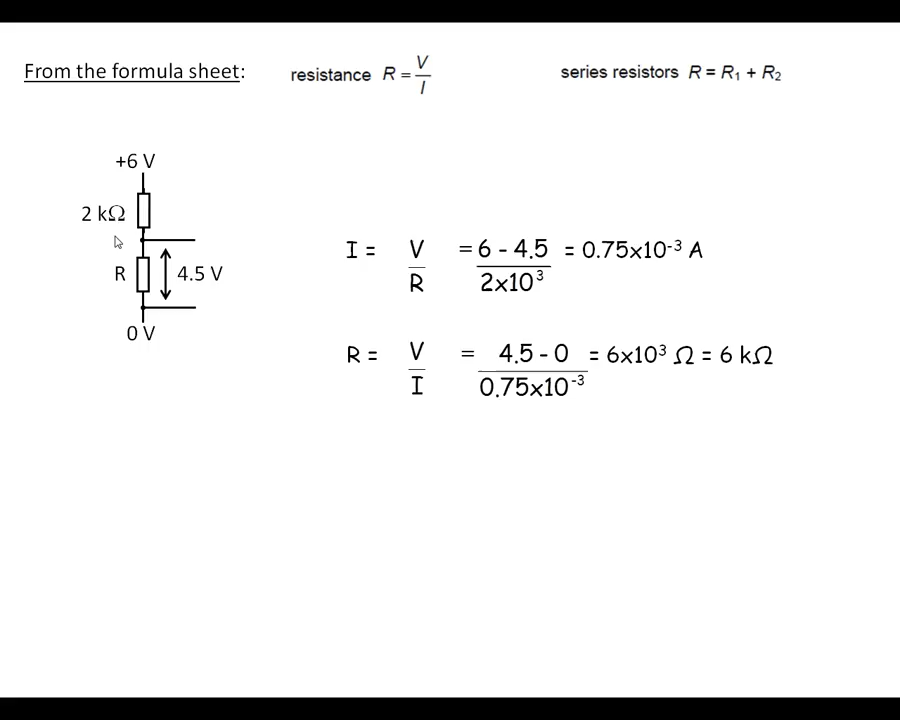 From the formula sheet: resistance R = V/I series resistors R = R₁ + R₂
+6 V
2 kΩ
R 4.5 V
0 V
I = V/R = 6 - 4.5/2x10³ = 0.75x10⁻³ A
R = V/I = 4.5 - 0/0.75x10⁻³ = 6x10³ Ω = 6 kΩ